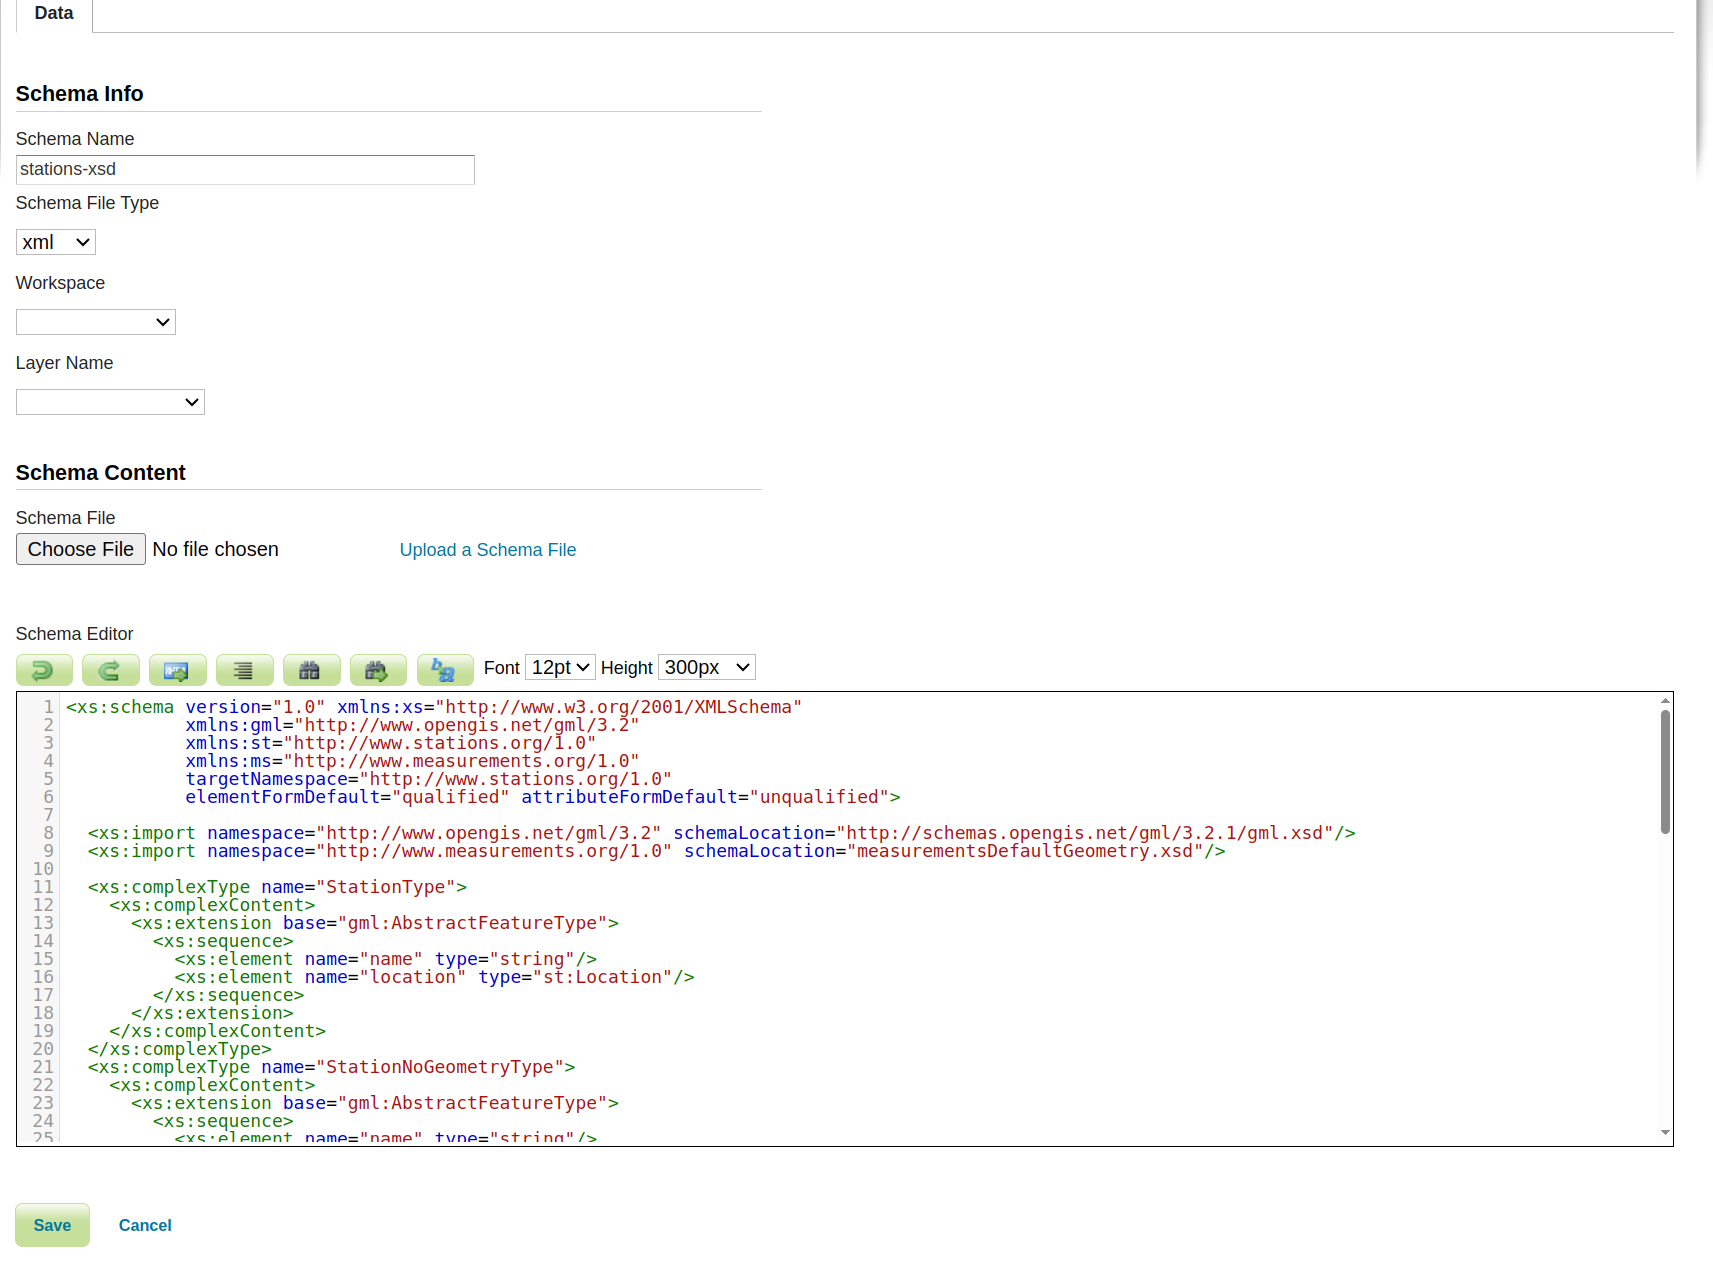 Data
Schema Info
Schema Name
stations-xsd
Schema File Type
xml
Workspace
Layer Name
Schema Content
Schema File
Choose File No file chosen Upload a Schema File
Schema Editor
Font 12pt Height 300px
1 <xs:schema version="1.0" xmlns:xs="http://www.w3.org/2001/XMLSchema"
2 xmlns:gml="http://www.opengis.net/gml/3.2"
3 xmlns:st="http://www.stations.org/1.0"
4 xmlns:ms="http://www.measurements.org/1.0"
5 targetNamespace="http://www.stations.org/1.0"
6 elementFormDefault="qualified" attributeFormDefault="unqualified">
7
8 <xs:import namespace="http://www.opengis.net/gml/3.2" schemaLocation="http://schemas.opengis.net/gml/3.2.1/gml.xsd"/>
9 <xs:import namespace="http://www.measurements.org/1.0" schemaLocation="measurementsDefaultGeometry.xsd"/>
10
11 <xs:complexType name="StationType">
12 <xs:complexContent>
13 <xs:extension base="gml:AbstractFeatureType">
14 <xs:sequence>
15 <xs:element name="name" type="string"/>
16 <xs:element name="location" type="st:Location"/>
17 </xs:sequence>
18 </xs:extension>
19 </xs:complexContent>
20 </xs:complexType>
21 <xs:complexType name="StationNoGeometryType">
22 <xs:complexContent>
23 <xs:extension base="gml:AbstractFeatureType">
24 <xs:sequence>
25 <xs:element name="name" type="string"/>
Save Cancel